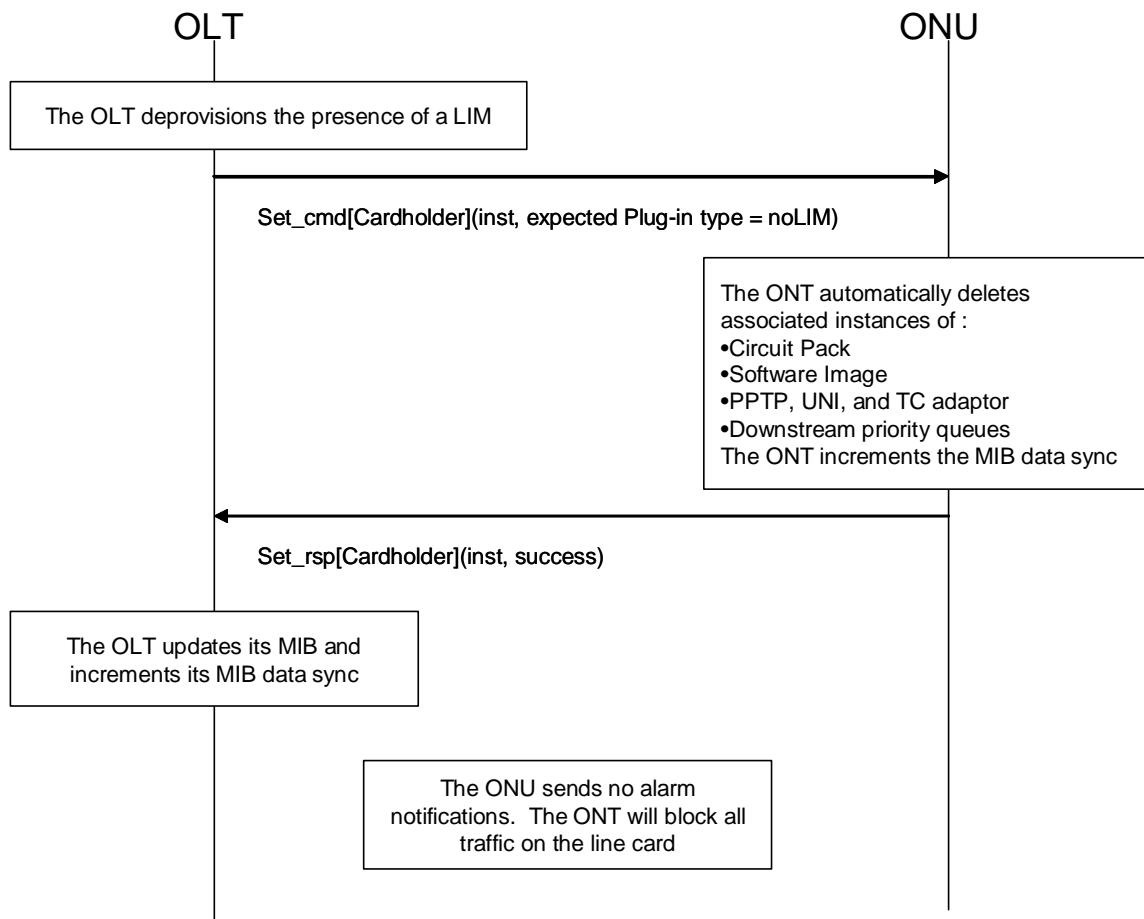 OLT
ONU
The OLT deprovisions the presence of a LIM
Set_cmd[Cardholder](inst, expected Plug-in type = noLIM)
The ONT automatically deletes
associated instances of :
•Circuit Pack
•Software Image
•PPTP, UNI, and TC adaptor
•Downstream priority queues
The ONT increments the MIB data sync
Set_rsp[Cardholder](inst, success)
The OLT updates its MIB and
increments its MIB data sync
The ONU sends no alarm
notifications.  The ONT will block all
traffic on the line card